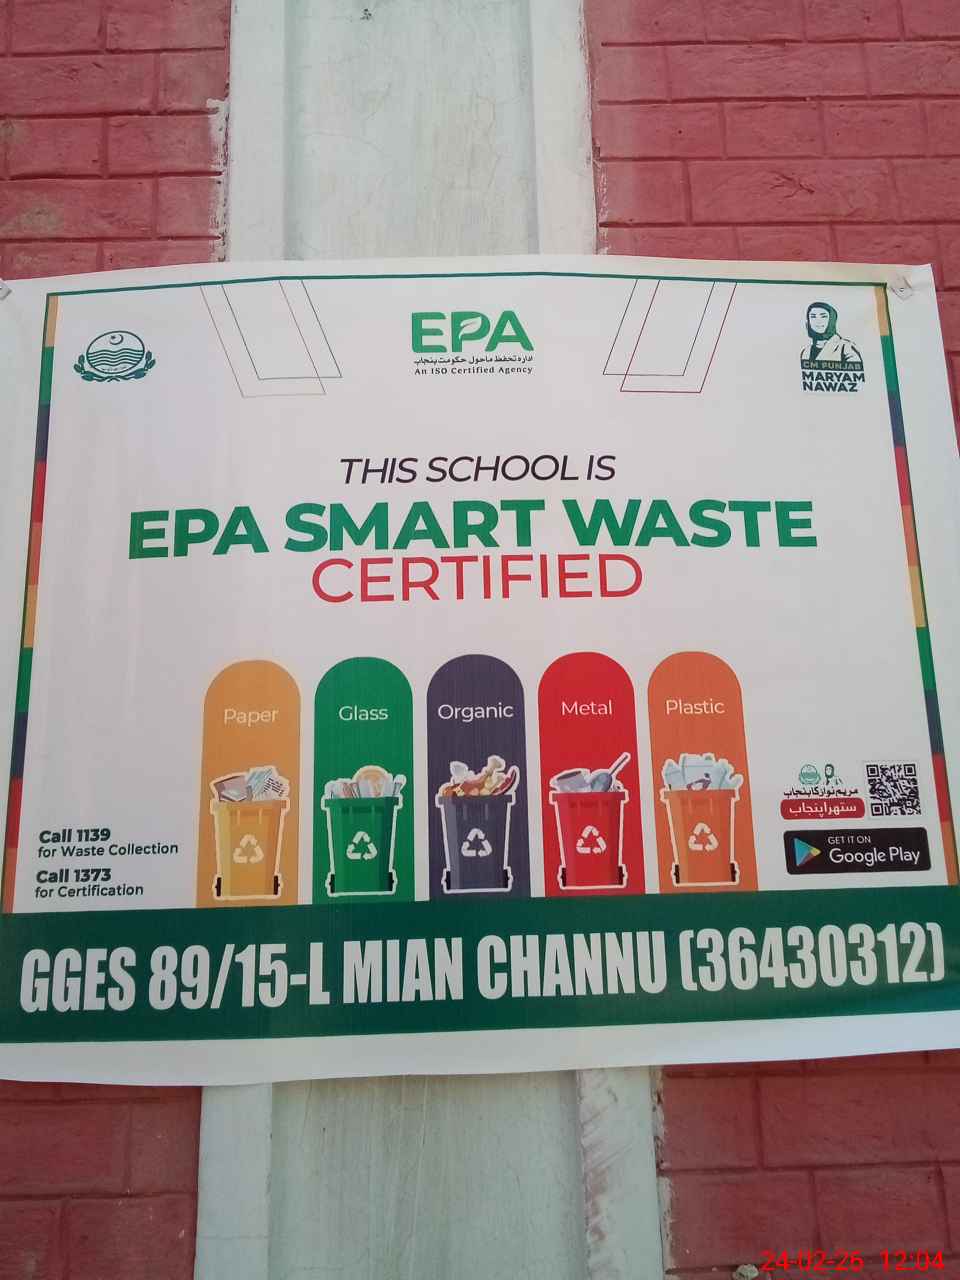 EPA
ادارہ تحفظ ماحول حکومت پنجاب
An ISO Certified Agency
CM PUNJAB
MARYAM
NAWAZ
THIS SCHOOL IS
EPA SMART WASTE
CERTIFIED
Paper
Glass
Organic
Metal
Plastic
Call 1139
for Waste Collection
Call 1373
for Certification
مریم نواز کا پنجاب
ستھرا پنجاب
GET IT ON
Google Play
GGES 89/15-L MIAN CHANNU (36430312)
24-02-26 12:04